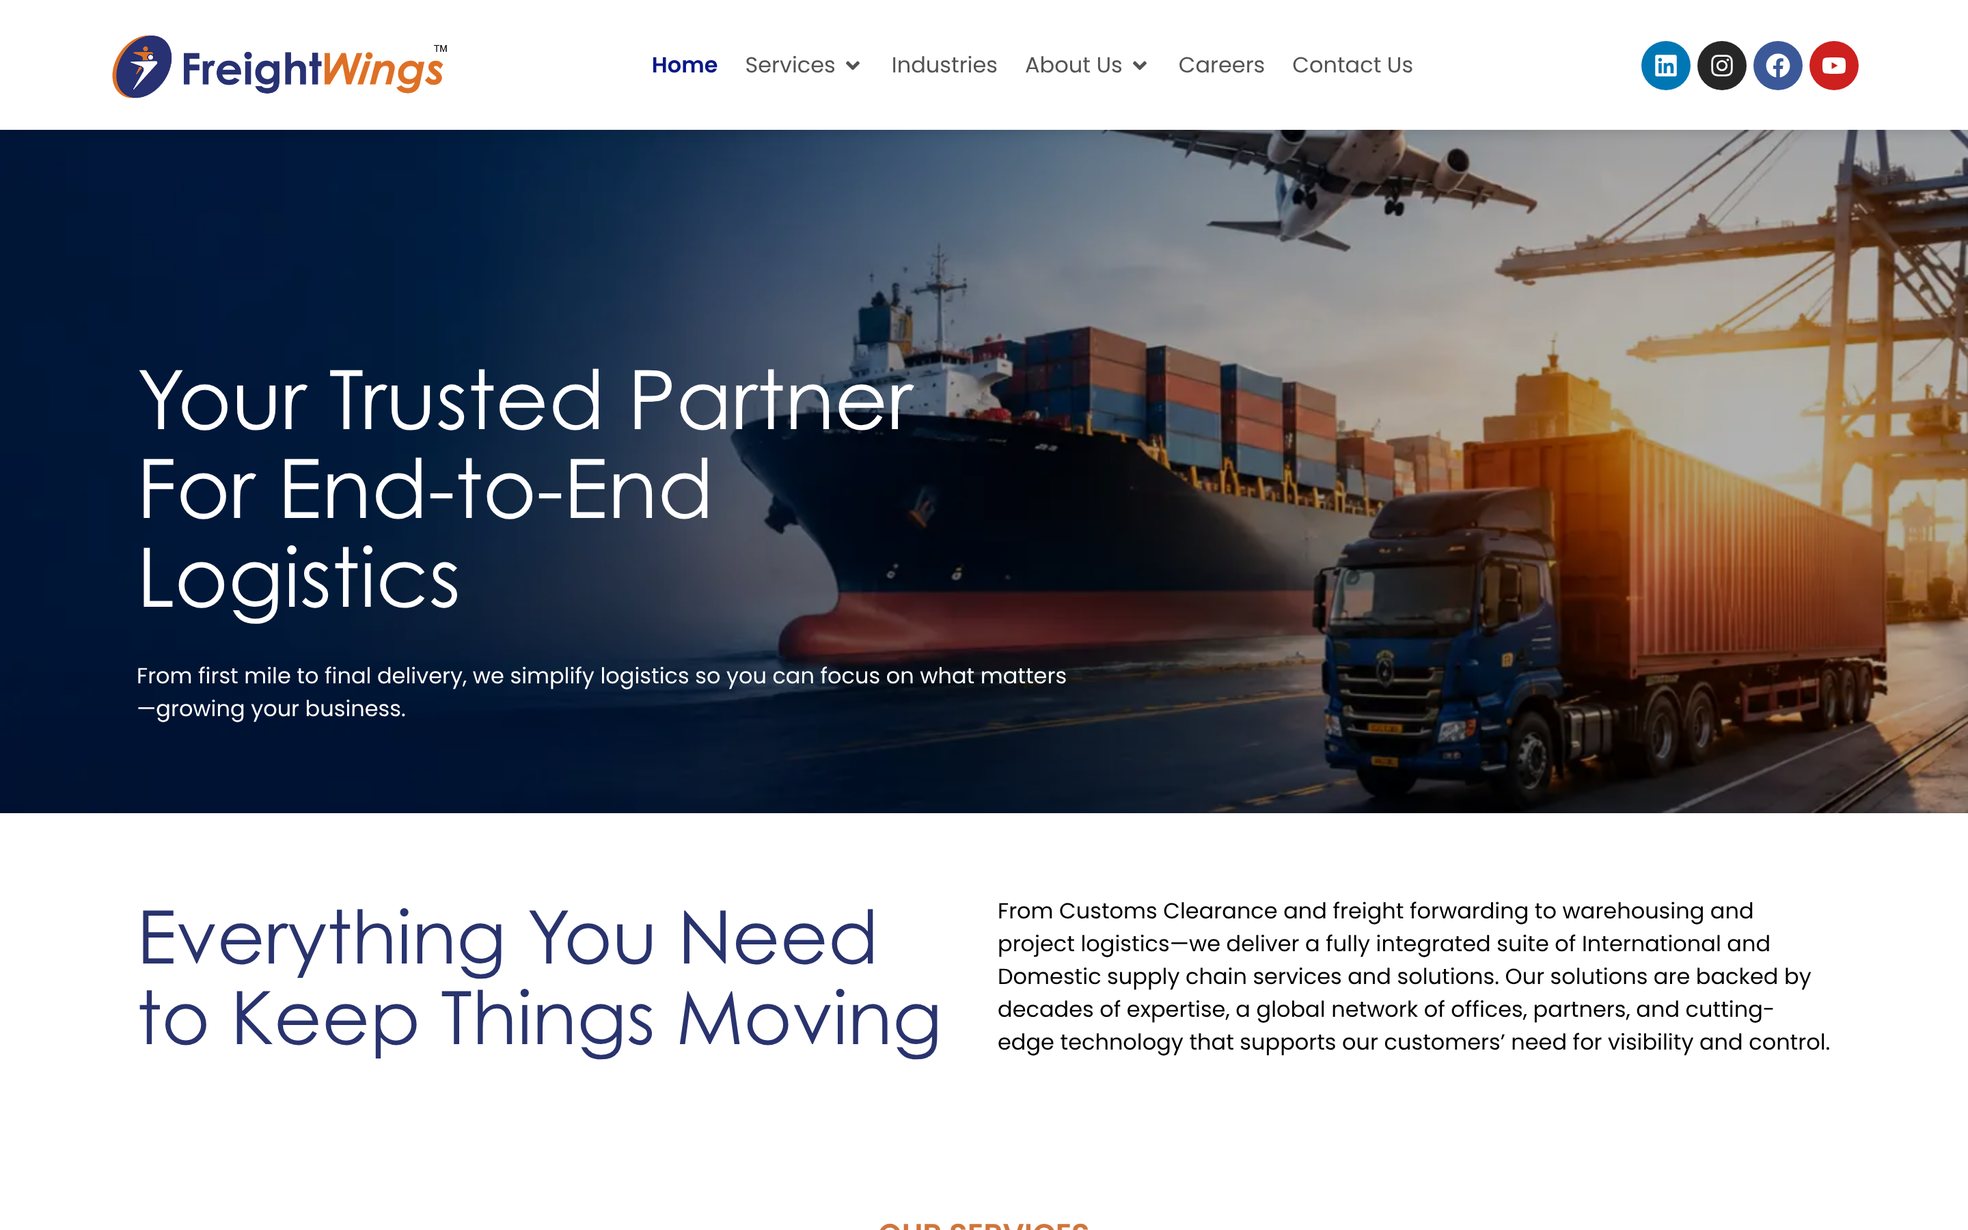 FreightWings™
Home Services Industries About Us Careers Contact Us
Your Trusted Partner
For End-to-End
Logistics
From first mile to final delivery, we simplify logistics so you can focus on what matters
—growing your business.
Everything You Need
to Keep Things Moving
From Customs Clearance and freight forwarding to warehousing and
project logistics—we deliver a fully integrated suite of International and
Domestic supply chain services and solutions. Our solutions are backed by
decades of expertise, a global network of offices, partners, and cutting-
edge technology that supports our customers’ need for visibility and control.
OUR SERVICES